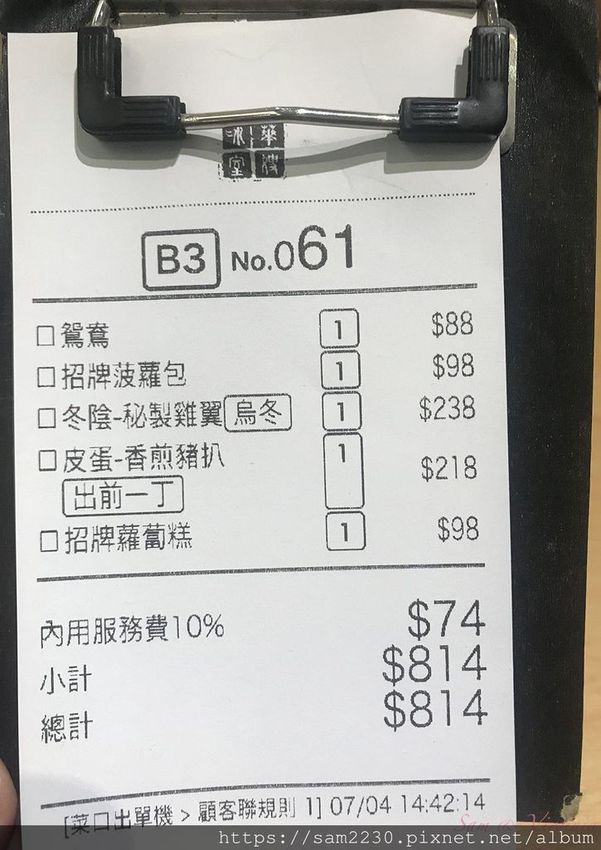 冰華
室波
B3 No.061
□鴛鴦 1 $88
□招牌菠蘿包 1 $98
□冬陰-秘製雞翼 烏冬 1 $238
□皮蛋-香煎豬扒 1 $218
出前一丁
□招牌蘿蔔糕 1 $98
內用服務費10% $74
小計 $814
總計 $814
[菜口出單機 > 顧客聯規則 1] 07/04 14:42:14
https://sam2230.pixnet.net/album